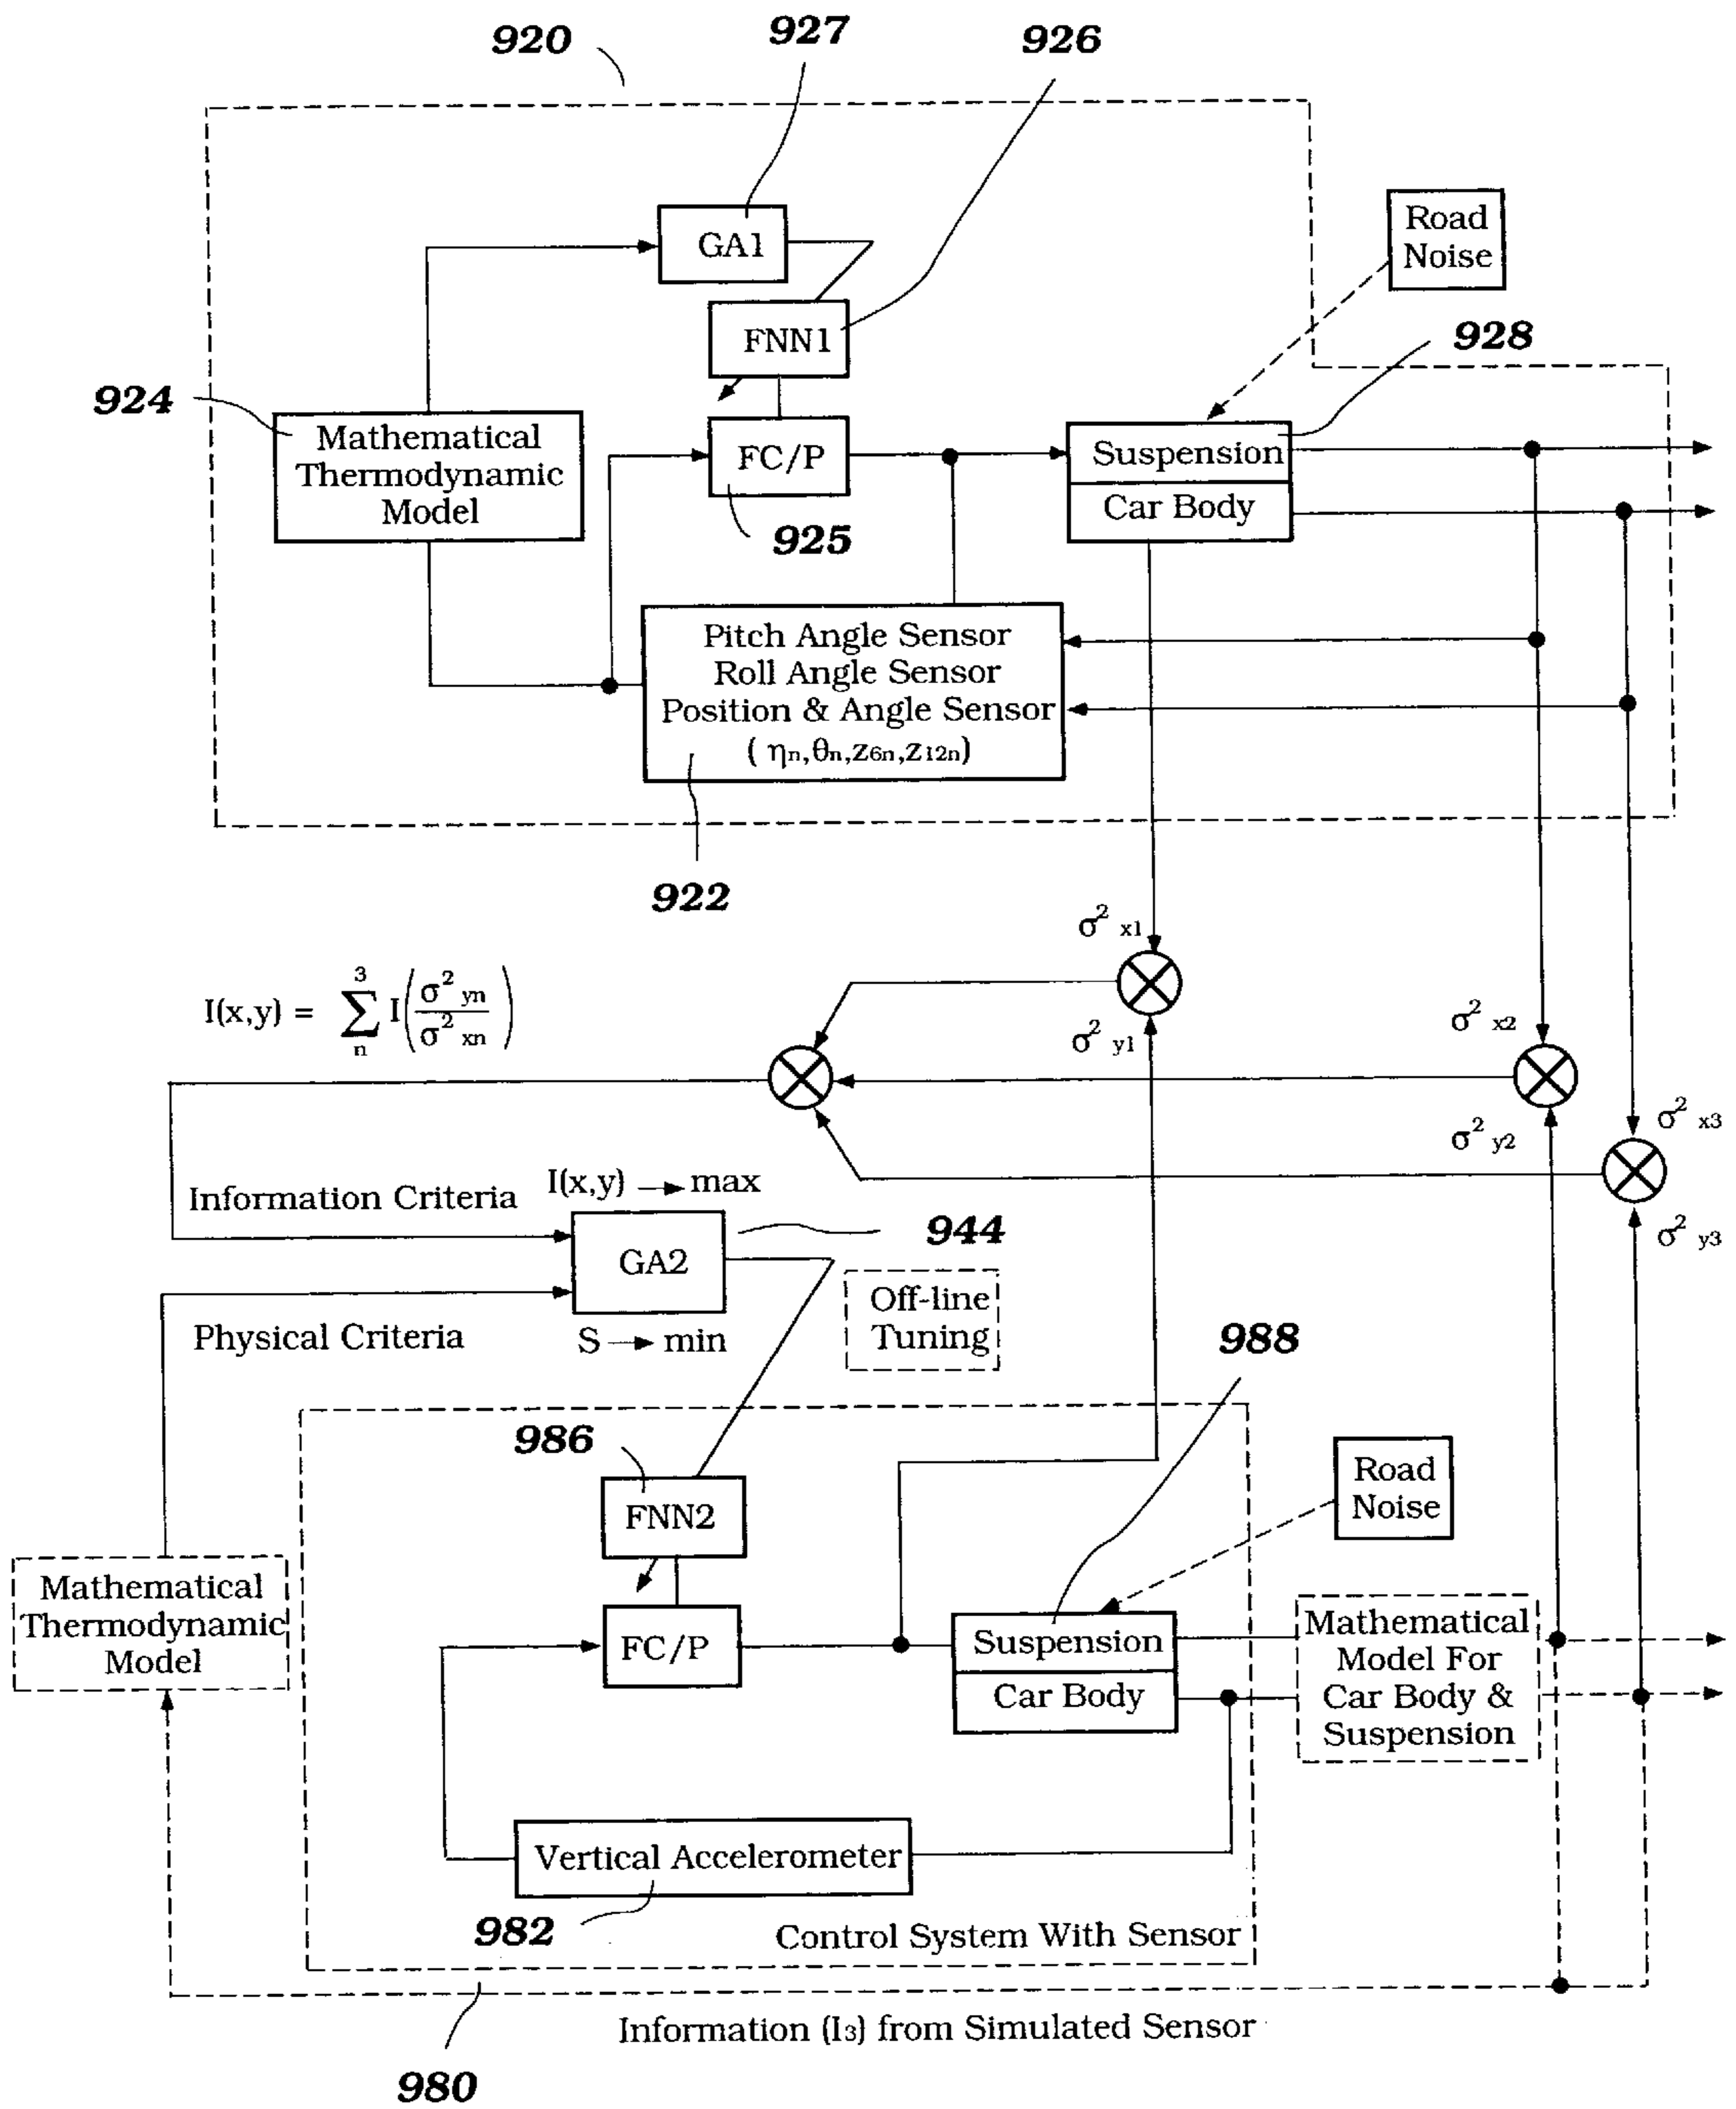 920
927
926
GA1
Road
Noise
FNN1
928
924
Mathematical
Thermodynamic
Model
FC/P
Suspension
Car Body
925
Pitch Angle Sensor
Roll Angle Sensor
Position & Angle Sensor
( ηn,θn,z6n,z12n)
922
σ² x1
I(x,y) = ∑ 3 n I(σ² yn / σ² xn)
σ² y1
σ² x2
σ² x3
σ² y2
I(x,y) → max
Information Criteria
944
σ² y3
GA2
Off-line
Tuning
Physical Criteria
S → min
988
986
Road
Noise
FNN2
Mathematical
Thermodynamic
Model
FC/P
Suspension
Car Body
Mathematical
Model For
Car Body &
Suspension
Vertical Accelerometer
982
Control System With Sensor
Information (I3) from Simulated Sensor
980